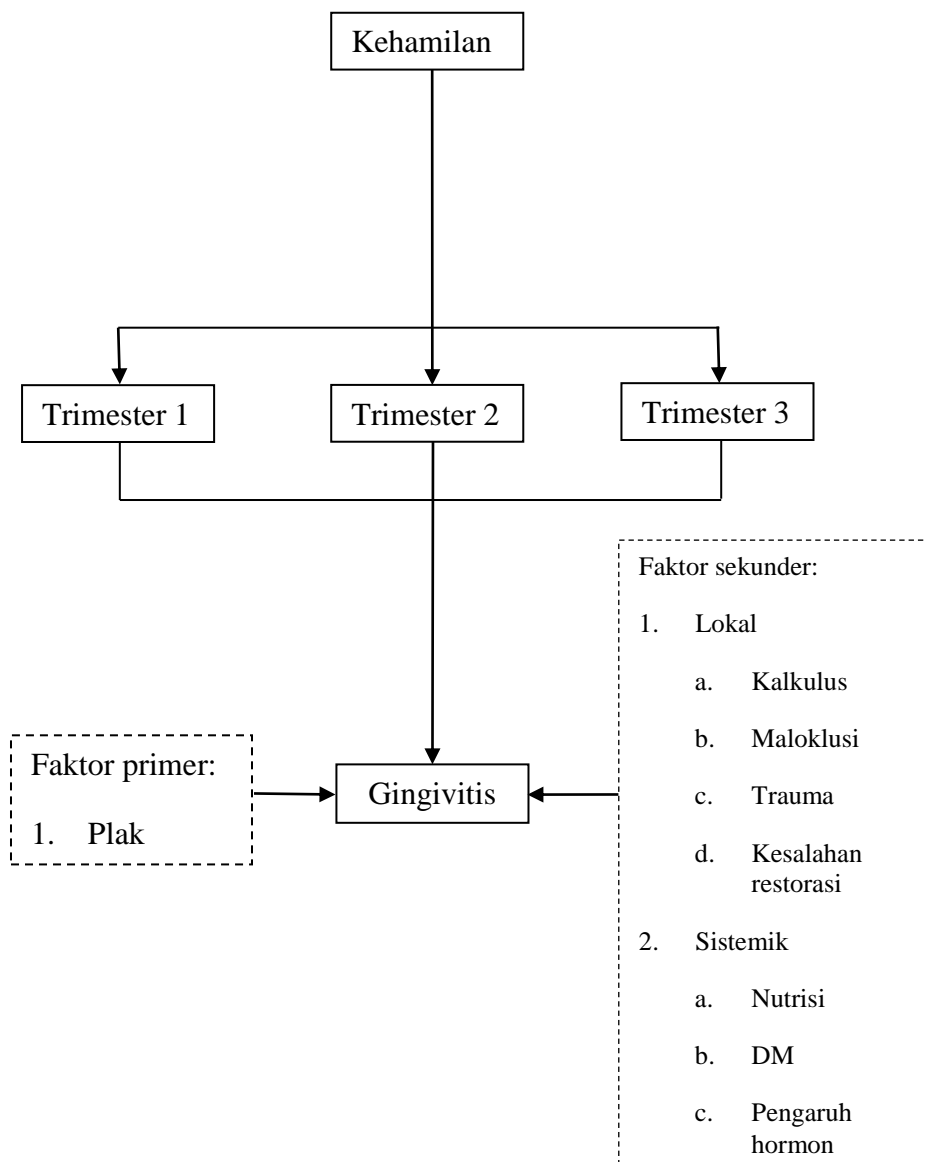 Kehamilan
Trimester 1
Trimester 2
Trimester 3
Faktor sekunder:
1. Lokal
a. Kalkulus
b. Maloklusi
c. Trauma
d. Kesalahan
restorasi
2. Sistemik
a. Nutrisi
b. DM
c. Pengaruh
hormon
Faktor primer:
1. Plak
Gingivitis